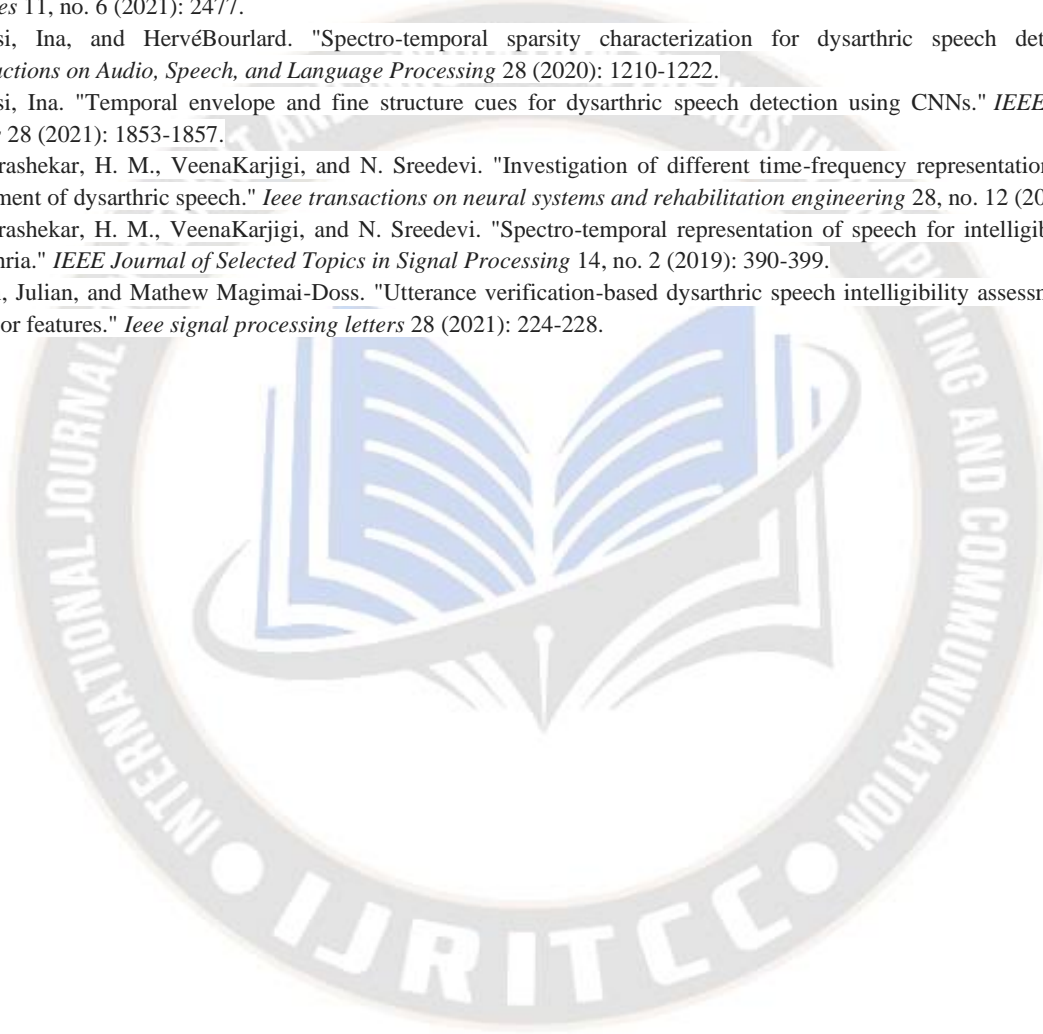 es 11, no. 6 (2021): 2477.
si, Ina, and HervéBourlard. "Spectro-temporal sparsity characterization for dysarthric speech det
actions on Audio, Speech, and Language Processing 28 (2020): 1210-1222.
si, Ina. "Temporal envelope and fine structure cues for dysarthric speech detection using CNNs." IEEE
28 (2021): 1853-1857.
rashekar, H. M., VeenaKarjigi, and N. Sreedevi. "Investigation of different time-frequency representation
ment of dysarthric speech." Ieee transactions on neural systems and rehabilitation engineering 28, no. 12 (20
rashekar, H. M., VeenaKarjigi, and N. Sreedevi. "Spectro-temporal representation of speech for intelligib
nria." IEEE Journal of Selected Topics in Signal Processing 14, no. 2 (2019): 390-399.
, Julian, and Mathew Magimai-Doss. "Utterance verification-based dysarthric speech intelligibility assessm
or features." Ieee signal processing letters 28 (2021): 224-228.
INTERNATIONAL JOURNAL
AND COMMUNICATION
IJRITCC